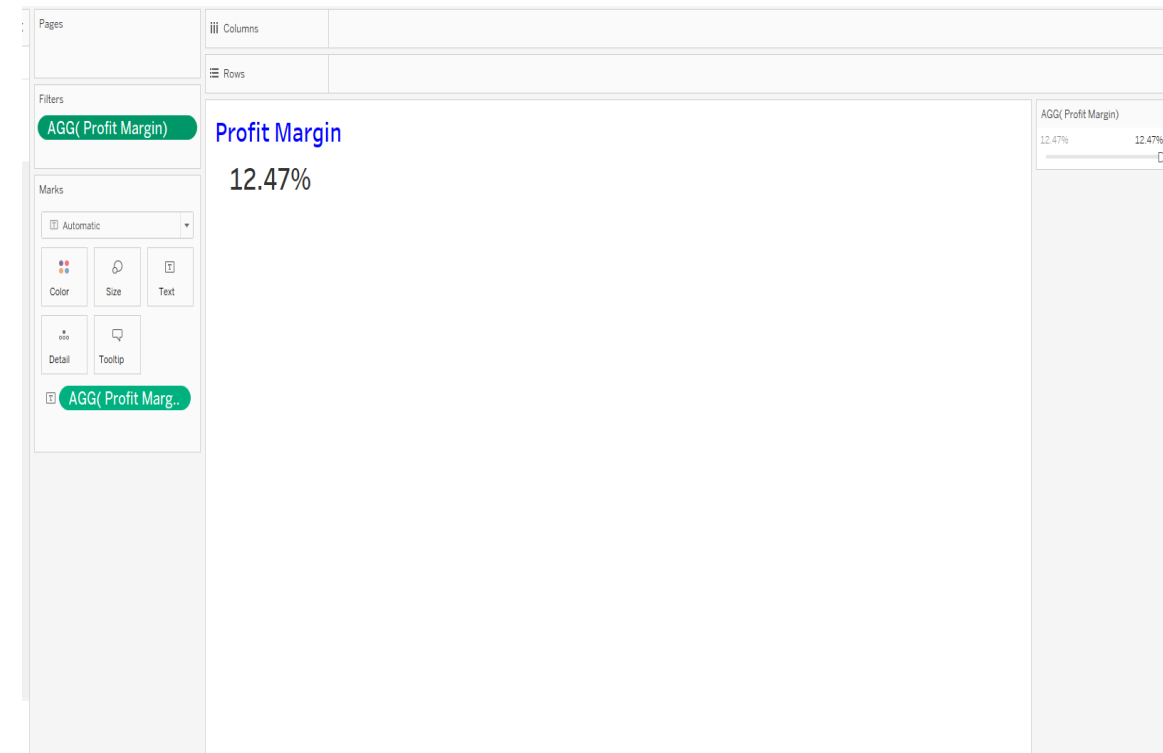 Pages
Columns
Rows
Filters
AGG( Profit Margin)
Profit Margin
12.47%
AGG( Profit Margin)
12.47% 12.47%
Marks
Automatic
Color Size Text
Detail Tooltip
AGG( Profit Marg..